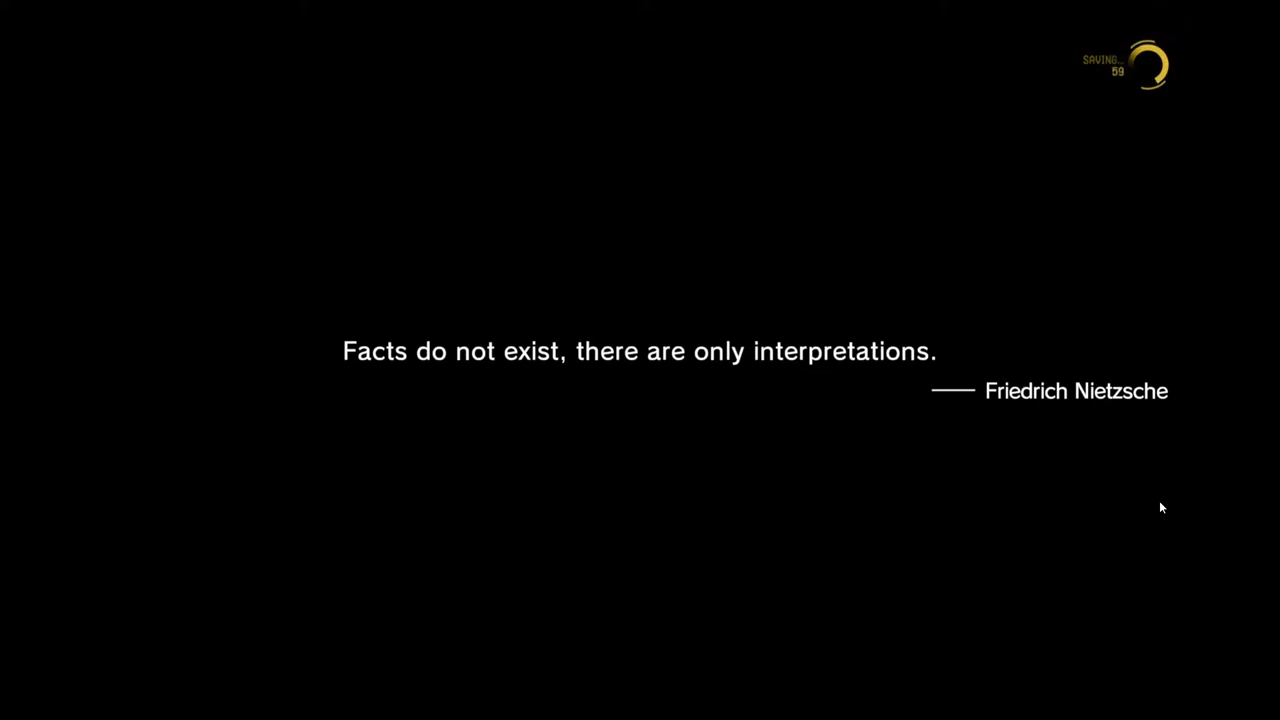 SAVING...
59
Facts do not exist, there are only interpretations.
—— Friedrich Nietzsche